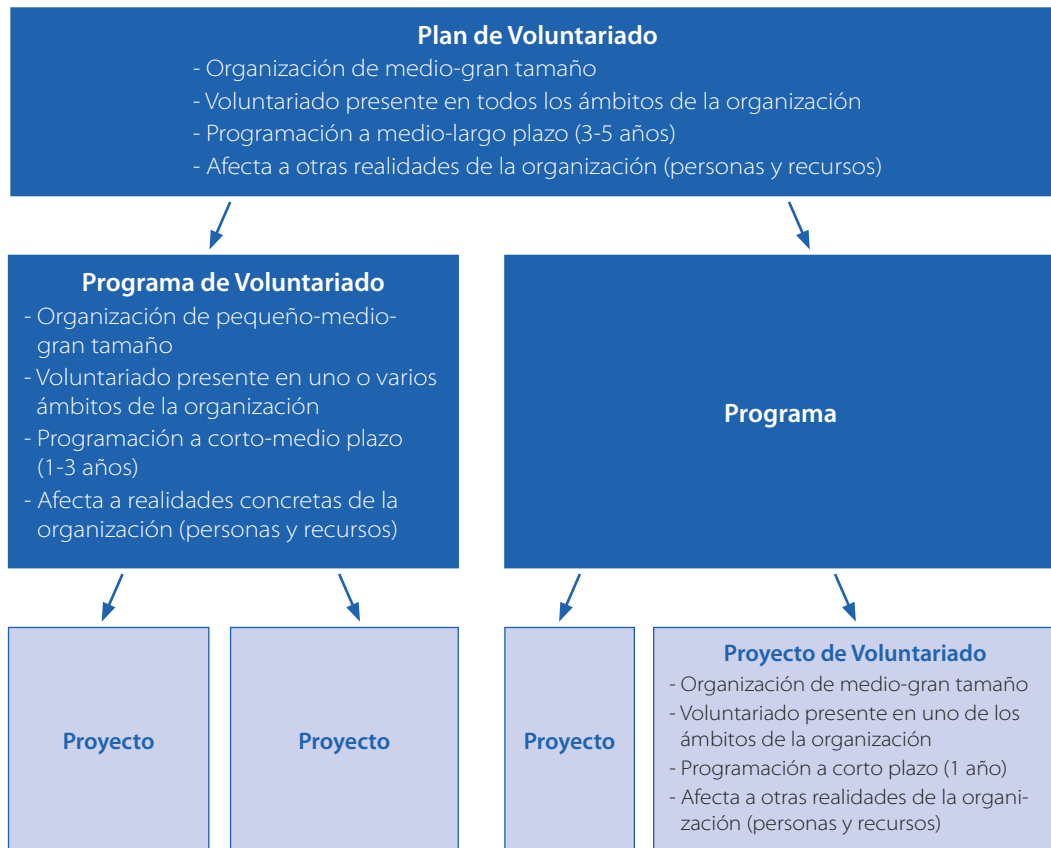 Plan de Voluntariado
- Organización de medio-gran tamaño
- Voluntariado presente en todos los ámbitos de la organización
- Programación a medio-largo plazo (3-5 años)
- Afecta a otras realidades de la organización (personas y recursos)
Programa de Voluntariado
- Organización de pequeño-medio-
gran tamaño
- Voluntariado presente en uno o varios
ámbitos de la organización
- Programación a corto-medio plazo
(1-3 años)
- Afecta a realidades concretas de la
organización (personas y recursos)
Programa
Proyecto
Proyecto
Proyecto
Proyecto de Voluntariado
- Organización de medio-gran tamaño
- Voluntariado presente en uno de los
ámbitos de la organización
- Programación a corto plazo (1 año)
- Afecta a otras realidades de la organi-
zación (personas y recursos)